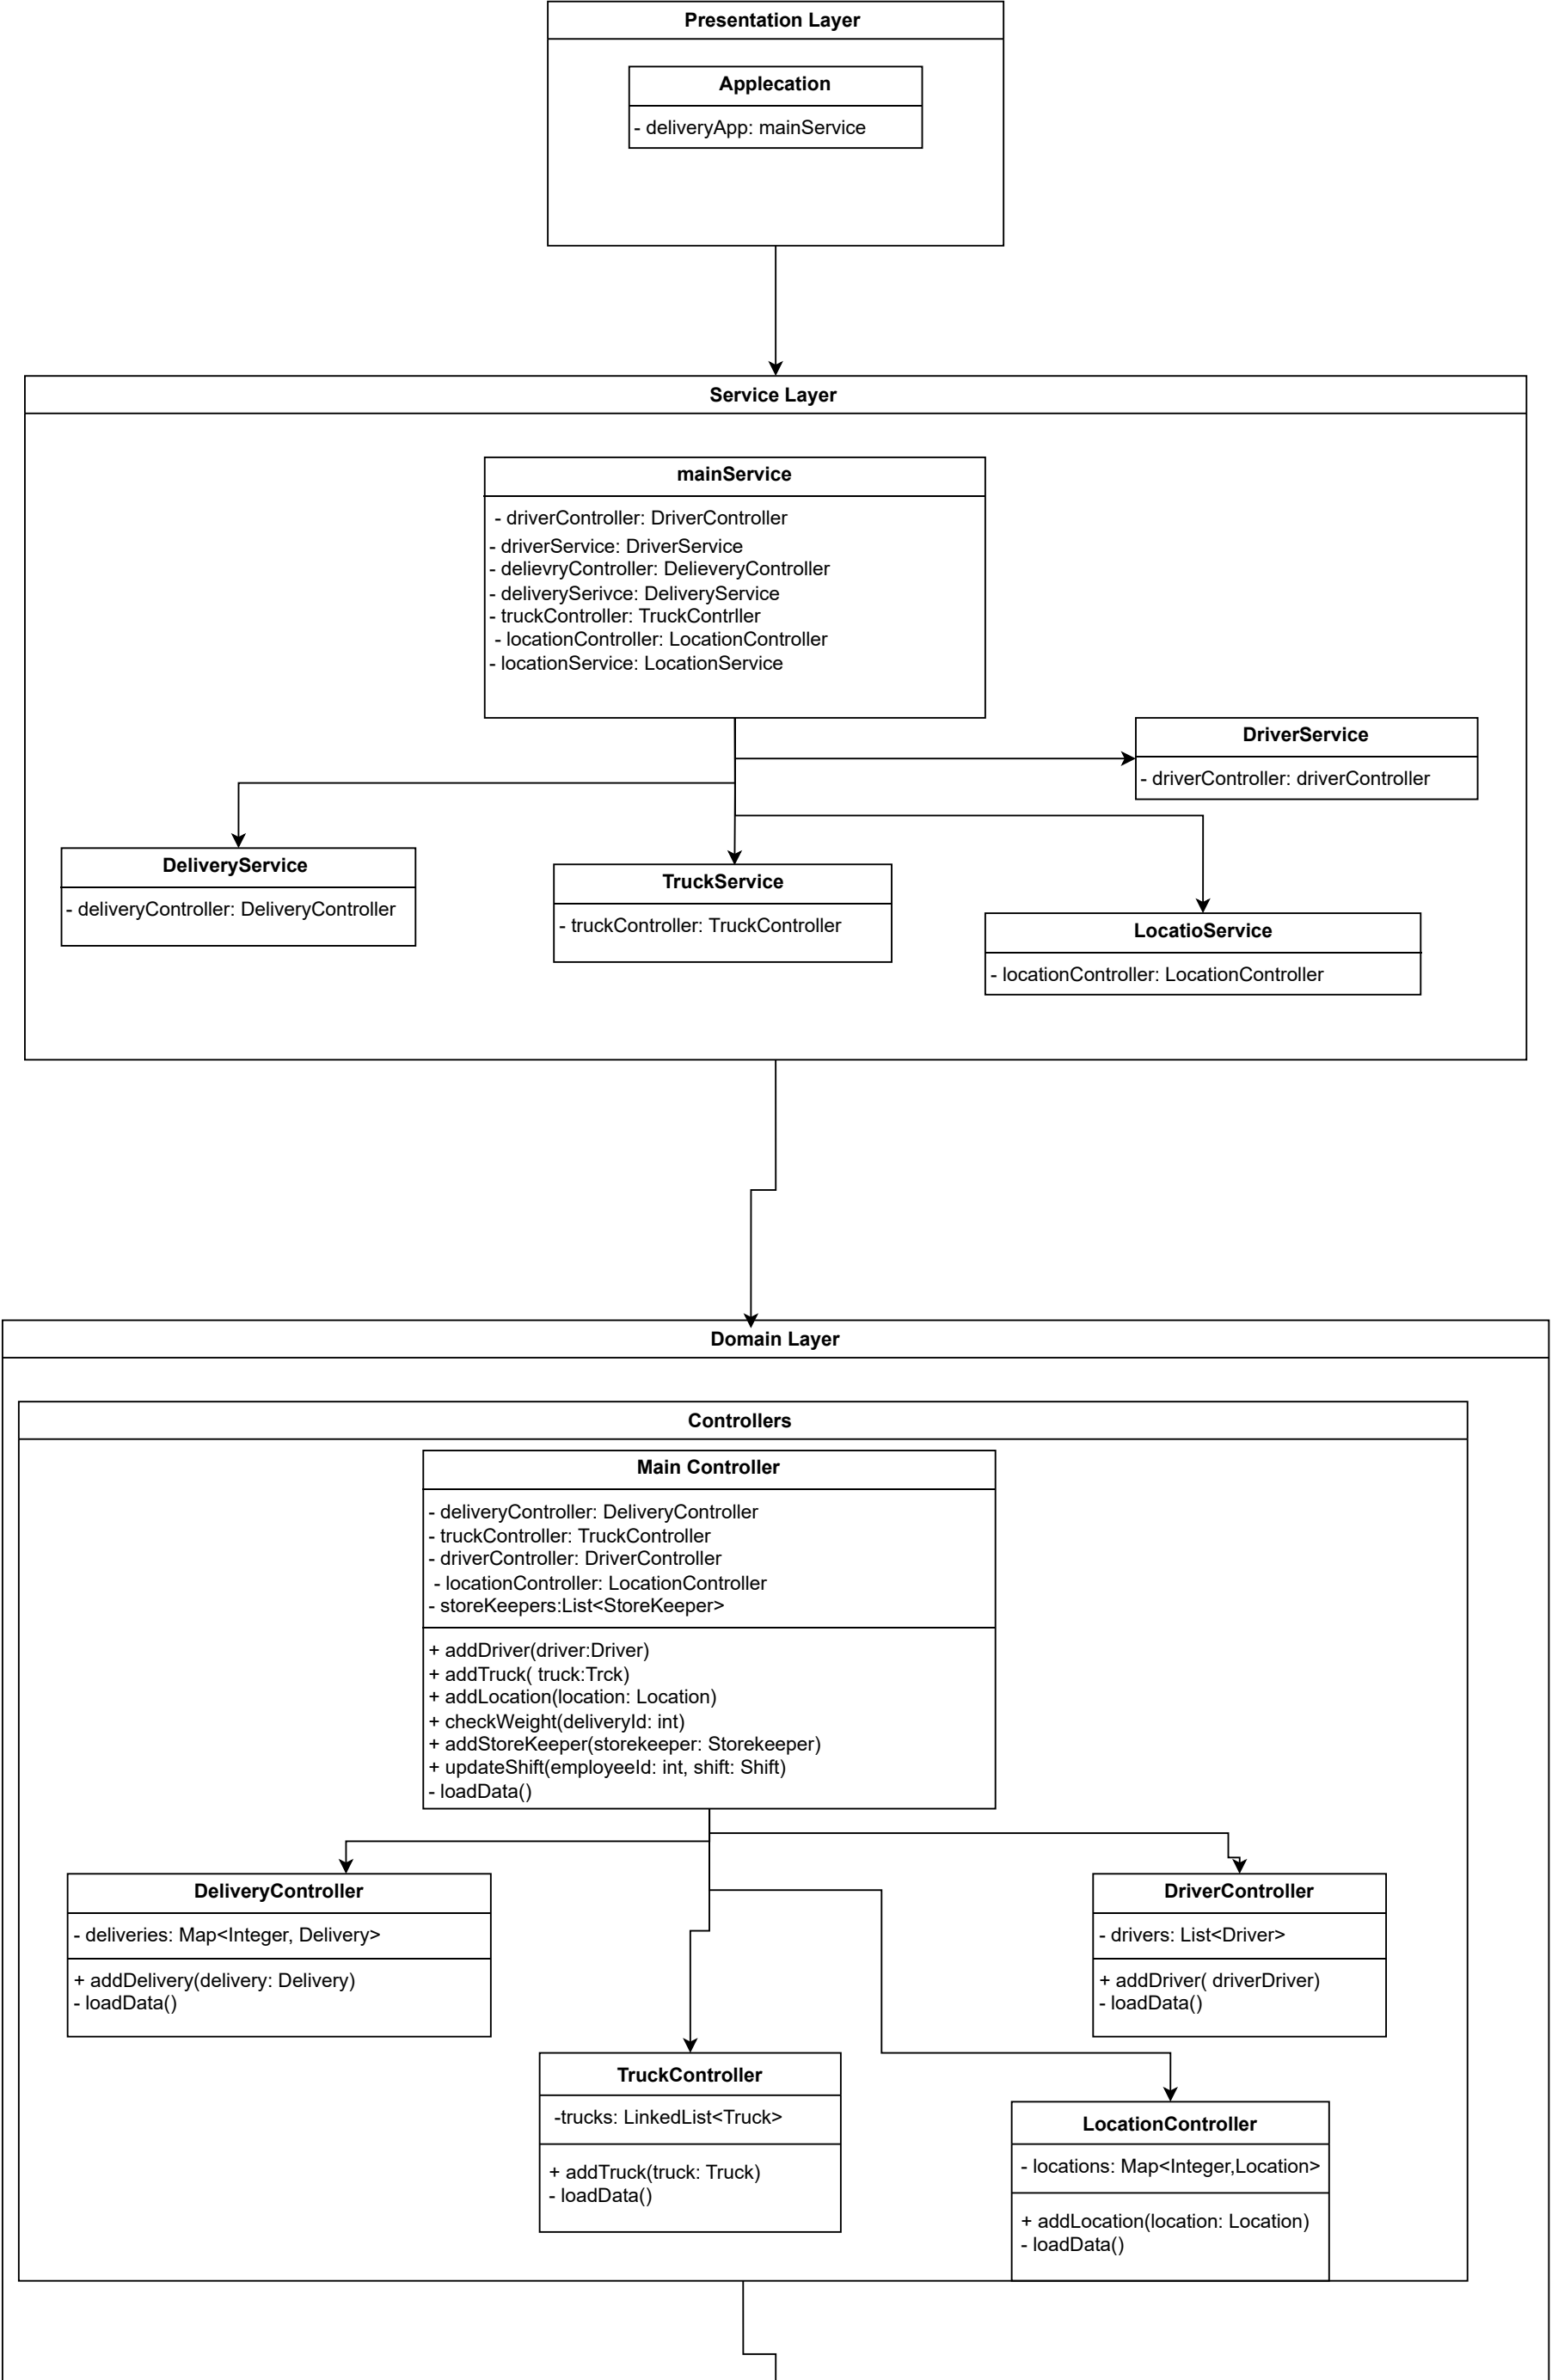 Presentation Layer
Applecation
- deliveryApp: mainService
Service Layer
mainService
- driverController: DriverController
- driverService: DriverService
- delievryController: DelieveryController
- deliverySerivce: DeliveryService
- truckController: TruckContrller
- locationController: LocationController
- locationService: LocationService
DriverService
- driverController: driverController
DeliveryService
- deliveryController: DeliveryController
TruckService
- truckController: TruckController
LocatioService
- locationController: LocationController
Domain Layer
Controllers
Main Controller
- deliveryController: DeliveryController
- truckController: TruckController
- driverController: DriverController
- locationController: LocationController
- storeKeepers:List<StoreKeeper>
+ addDriver(driver:Driver)
+ addTruck( truck:Trck)
+ addLocation(location: Location)
+ checkWeight(deliveryId: int)
+ addStoreKeeper(storekeeper: Storekeeper)
+ updateShift(employeeId: int, shift: Shift)
- loadData()
DeliveryController
- deliveries: Map<Integer, Delivery>
+ addDelivery(delivery: Delivery)
- loadData()
DriverController
- drivers: List<Driver>
+ addDriver( driverDriver)
- loadData()
TruckController
-trucks: LinkedList<Truck>
+ addTruck(truck: Truck)
- loadData()
LocationController
- locations: Map<Integer,Location>
+ addLocation(location: Location)
- loadData()